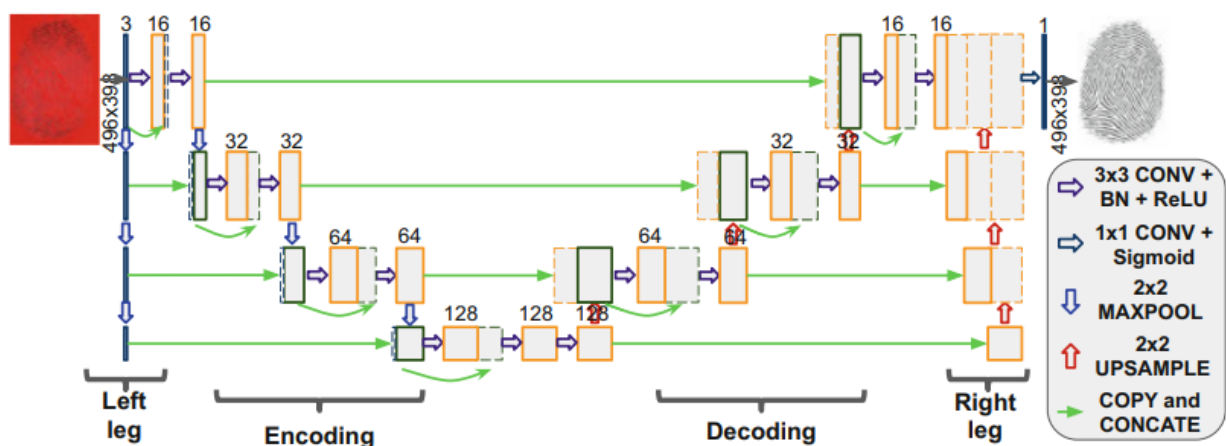 3 16 16 16 16 1
496x398 496x398
32 32 32 32
64 64 64 64
128 128 128
3x3 CONV +
BN + ReLU
1x1 CONV +
Sigmoid
2x2
MAXPOOL
2x2
UPSAMPLE
COPY and
CONCATE
Left
leg
Encoding
Decoding
Right
leg